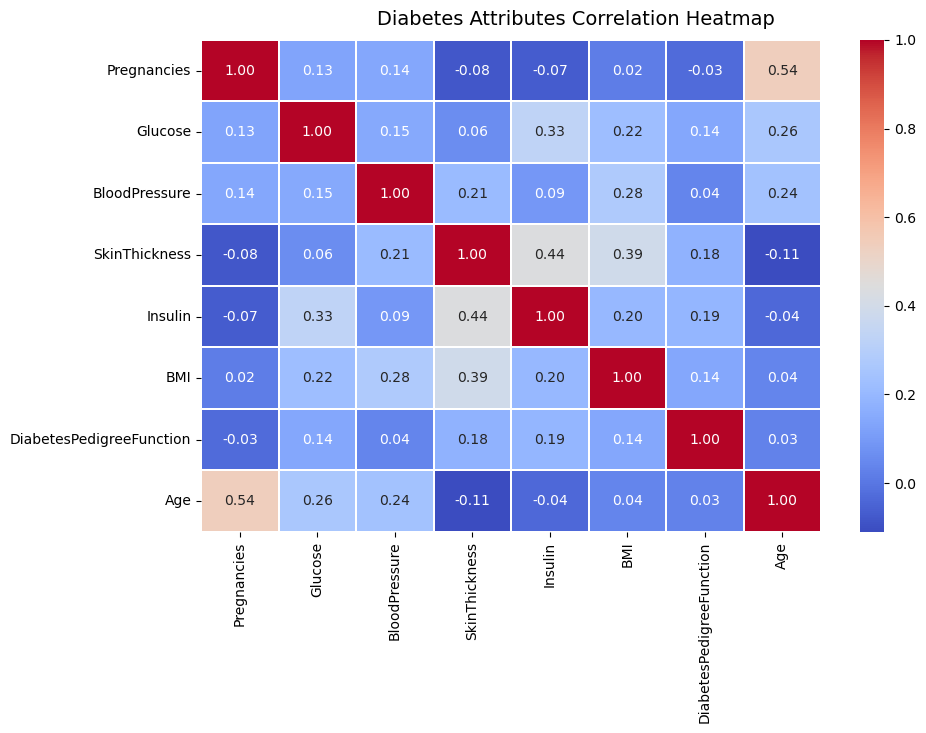 Diabetes Attributes Correlation Heatmap
Pregnancies 1.00 0.13 0.14 -0.08 -0.07 0.02 -0.03 0.54
Glucose 0.13 1.00 0.15 0.06 0.33 0.22 0.14 0.26
BloodPressure 0.14 0.15 1.00 0.21 0.09 0.28 0.04 0.24
SkinThickness -0.08 0.06 0.21 1.00 0.44 0.39 0.18 -0.11
Insulin -0.07 0.33 0.09 0.44 1.00 0.20 0.19 -0.04
BMI 0.02 0.22 0.28 0.39 0.20 1.00 0.14 0.04
DiabetesPedigreeFunction -0.03 0.14 0.04 0.18 0.19 0.14 1.00 0.03
Age 0.54 0.26 0.24 -0.11 -0.04 0.04 0.03 1.00
Pregnancies
Glucose
BloodPressure
SkinThickness
Insulin
BMI
DiabetesPedigreeFunction
Age
1.0
0.8
0.6
0.4
0.2
0.0